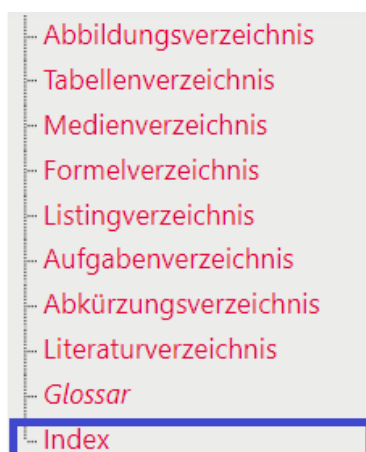 Abbildungsverzeichnis
Tabellenverzeichnis
Medienverzeichnis
Formelverzeichnis
Listingverzeichnis
Aufgabenverzeichnis
Abkürzungsverzeichnis
Literaturverzeichnis
Glossar
Index